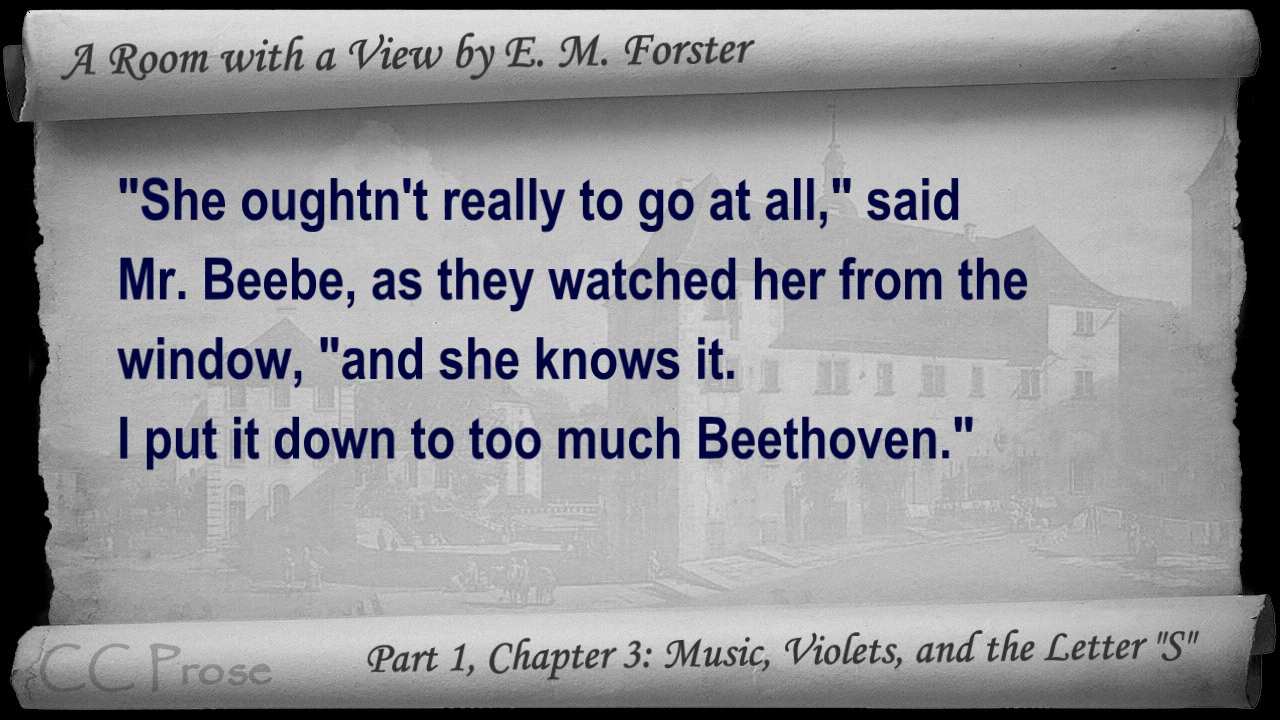 A Room with a View by E. M. Forster
"She oughtn't really to go at all," said
Mr. Beebe, as they watched her from the
window, "and she knows it.
I put it down to too much Beethoven."
CC Prose
Part 1, Chapter 3: Music, Violets, and the Letter "S"